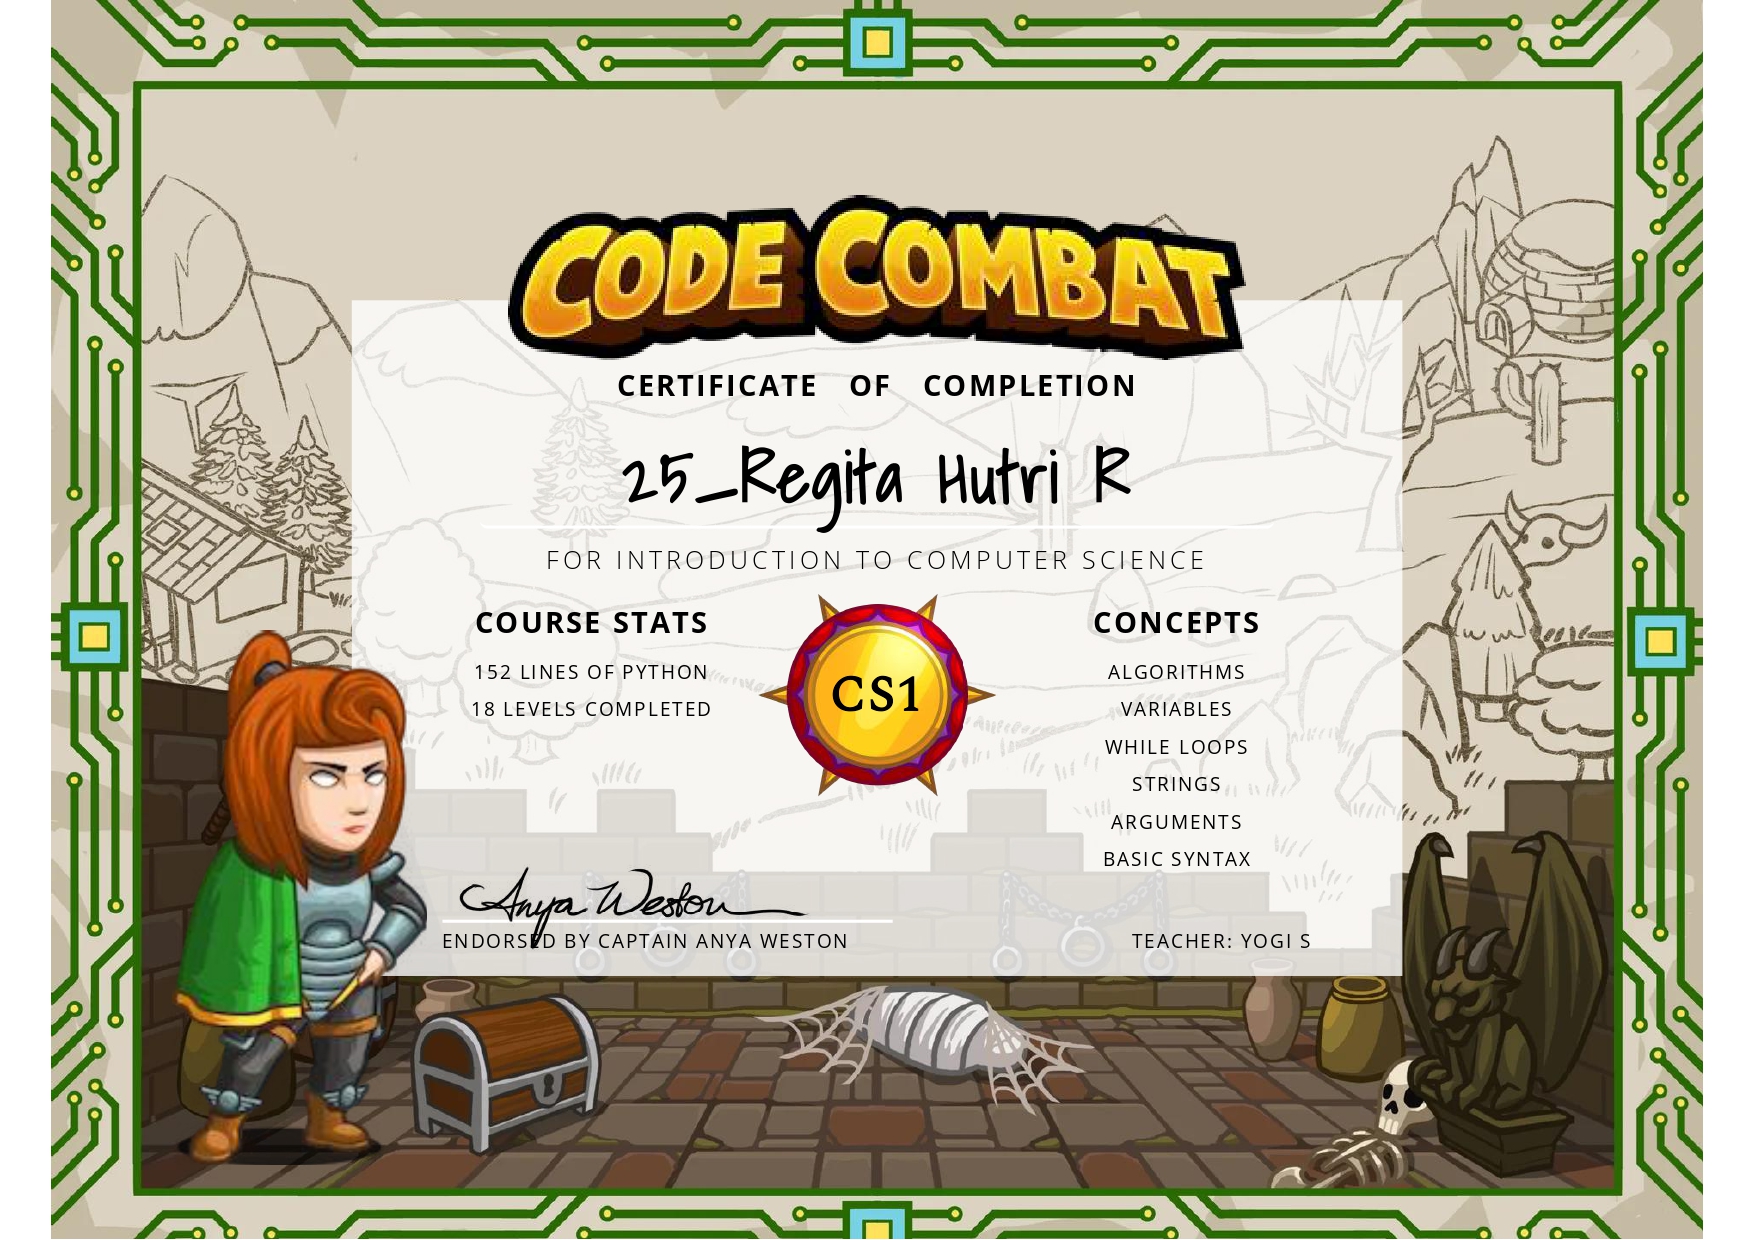 CODE COMBAT
CERTIFICATE OF COMPLETION
25_Regita Hutri R
FOR INTRODUCTION TO COMPUTER SCIENCE
COURSE STATS
152 LINES OF PYTHON
18 LEVELS COMPLETED
CS1
CONCEPTS
ALGORITHMS
VARIABLES
WHILE LOOPS
STRINGS
ARGUMENTS
BASIC SYNTAX
Anya Weston
ENDORSED BY CAPTAIN ANYA WESTON
TEACHER: YOGI S